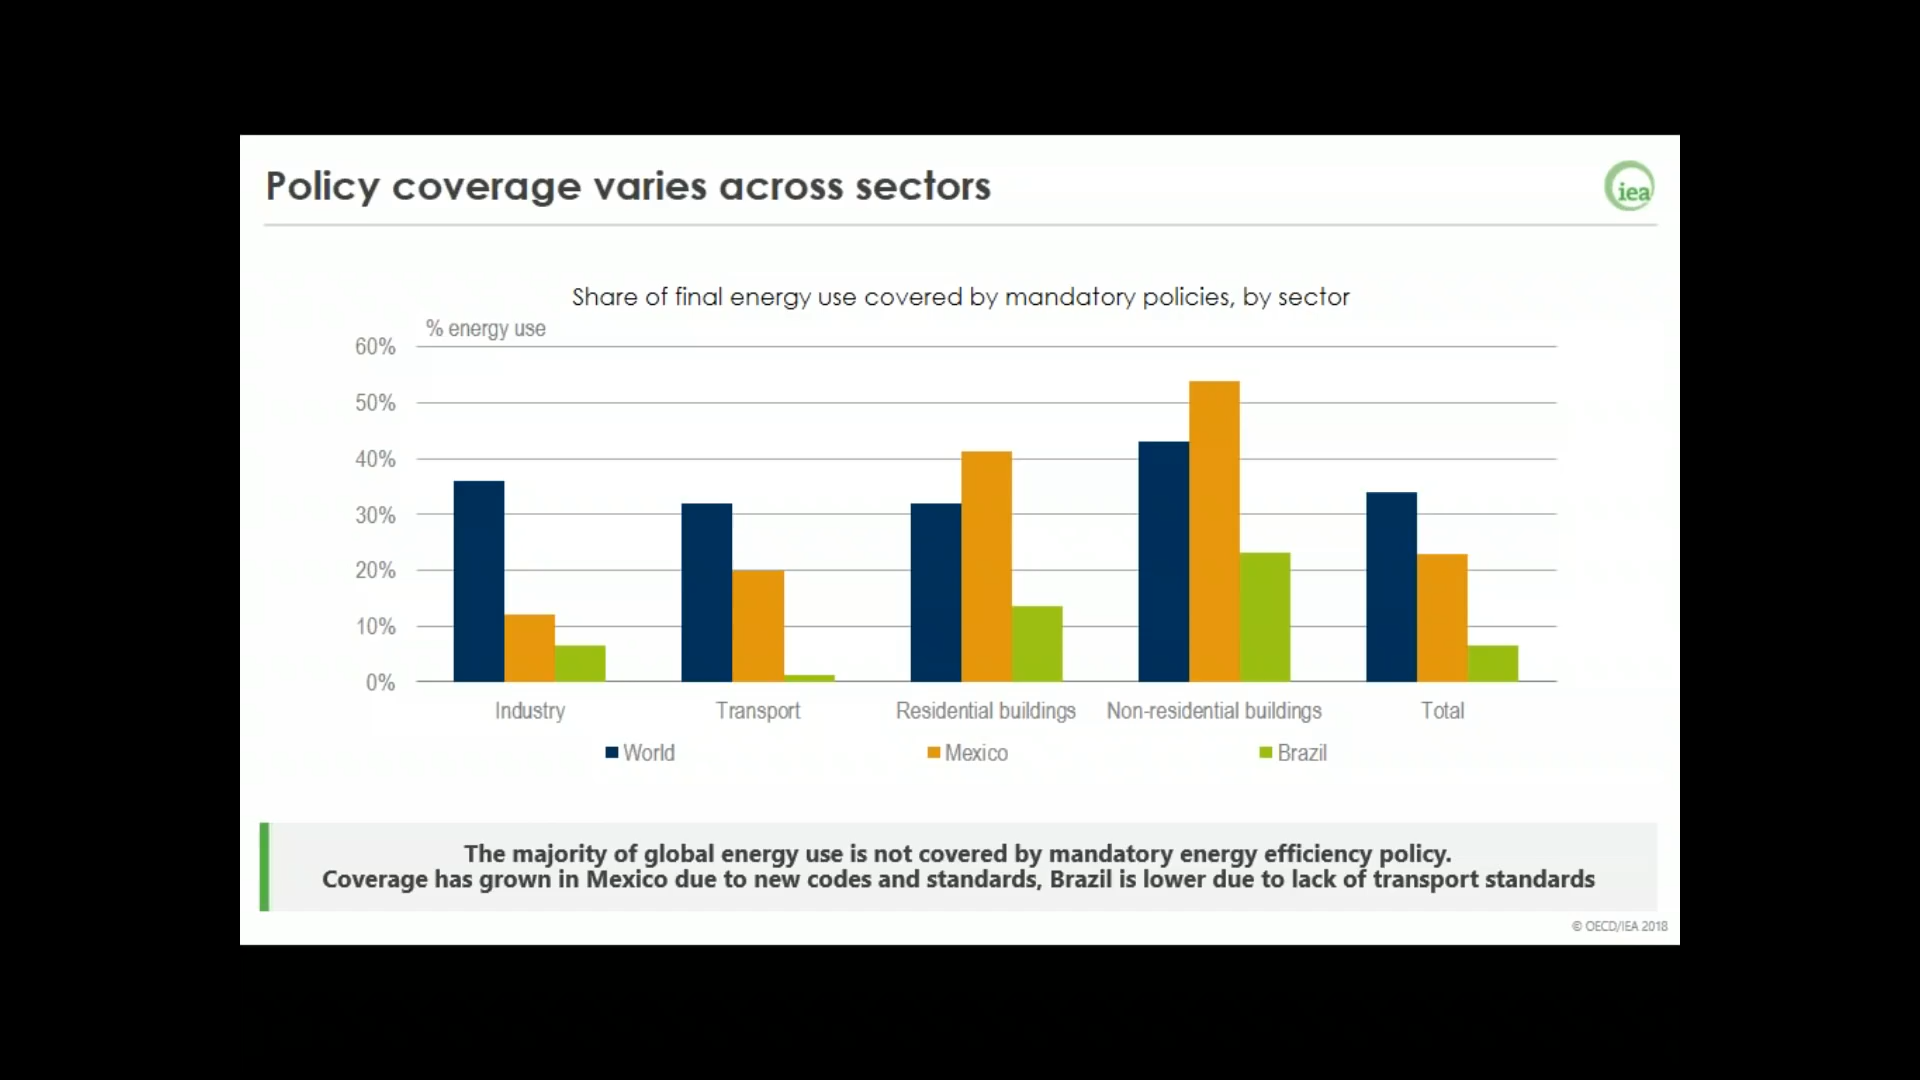 Policy coverage varies across sectors
iea
Share of final energy use covered by mandatory policies, by sector
% energy use
60%
50%
40%
30%
20%
10%
0%
Industry Transport Residential buildings Non-residential buildings Total
World Mexico Brazil
The majority of global energy use is not covered by mandatory energy efficiency policy.
Coverage has grown in Mexico due to new codes and standards, Brazil is lower due to lack of transport standards
© OECD/IEA 2018